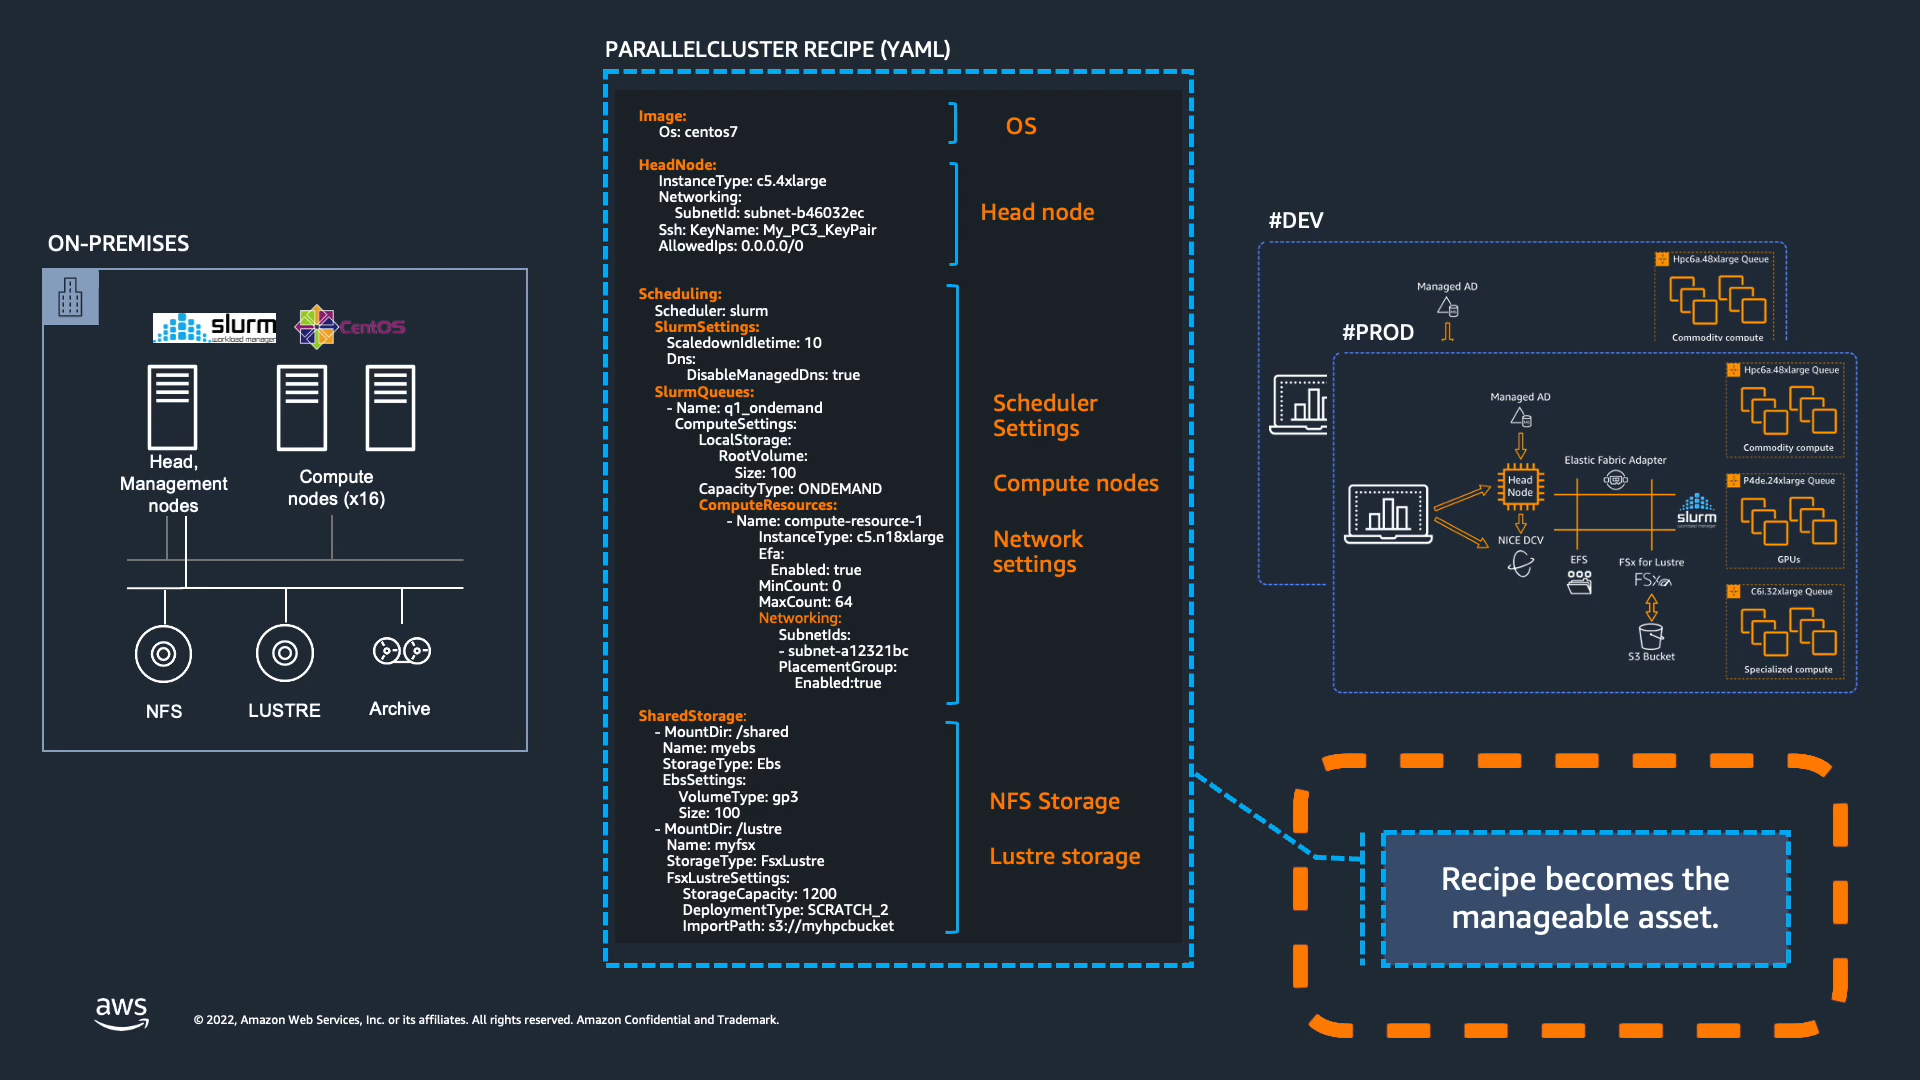 PARALLELCLUSTER RECIPE (YAML)
ON-PREMISES
slurm
workload manager
CentOS
Head,
Management
nodes
Compute
nodes (x16)
NFS
LUSTRE
Archive
Image:
Os: centos7
OS
HeadNode:
InstanceType: c5.4xlarge
Networking:
SubnetId: subnet-b46032ec
Ssh: KeyName: My_PC3_KeyPair
AllowedIps: 0.0.0.0/0
Head node
Scheduling:
Scheduler: slurm
SlurmSettings:
ScaledownIdletime: 10
Dns:
DisableManagedDns: true
SlurmQueues:
- Name: q1_ondemand
ComputeSettings:
LocalStorage:
RootVolume:
Size: 100
CapacityType: ONDEMAND
ComputeResources:
- Name: compute-resource-1
InstanceType: c5.n18xlarge
Efa:
Enabled: true
MinCount: 0
MaxCount: 64
Networking:
SubnetIds:
- subnet-a12321bc
PlacementGroup:
Enabled:true
Scheduler
Settings
Compute nodes
Network
settings
SharedStorage:
- MountDir: /shared
Name: myebs
StorageType: Ebs
EbsSettings:
VolumeType: gp3
Size: 100
- MountDir: /lustre
Name: myfsx
StorageType: FsxLustre
FsxLustreSettings:
StorageCapacity: 1200
DeploymentType: SCRATCH_2
ImportPath: s3://myhpcbucket
NFS Storage
Lustre storage
#DEV
Managed AD
Hpc6a.48xlarge Queue
Commodity compute
#PROD
Managed AD
Head
Node
NICE DCV
Elastic Fabric Adapter
slurm
workload manager
EFS
FSx for Lustre
FSx
S3 Bucket
Hpc6a.48xlarge Queue
Commodity compute
P4de.24xlarge Queue
GPUs
C6i.32xlarge Queue
Specialized compute
Recipe becomes the
manageable asset.
aws
© 2022, Amazon Web Services, Inc. or its affiliates. All rights reserved. Amazon Confidential and Trademark.